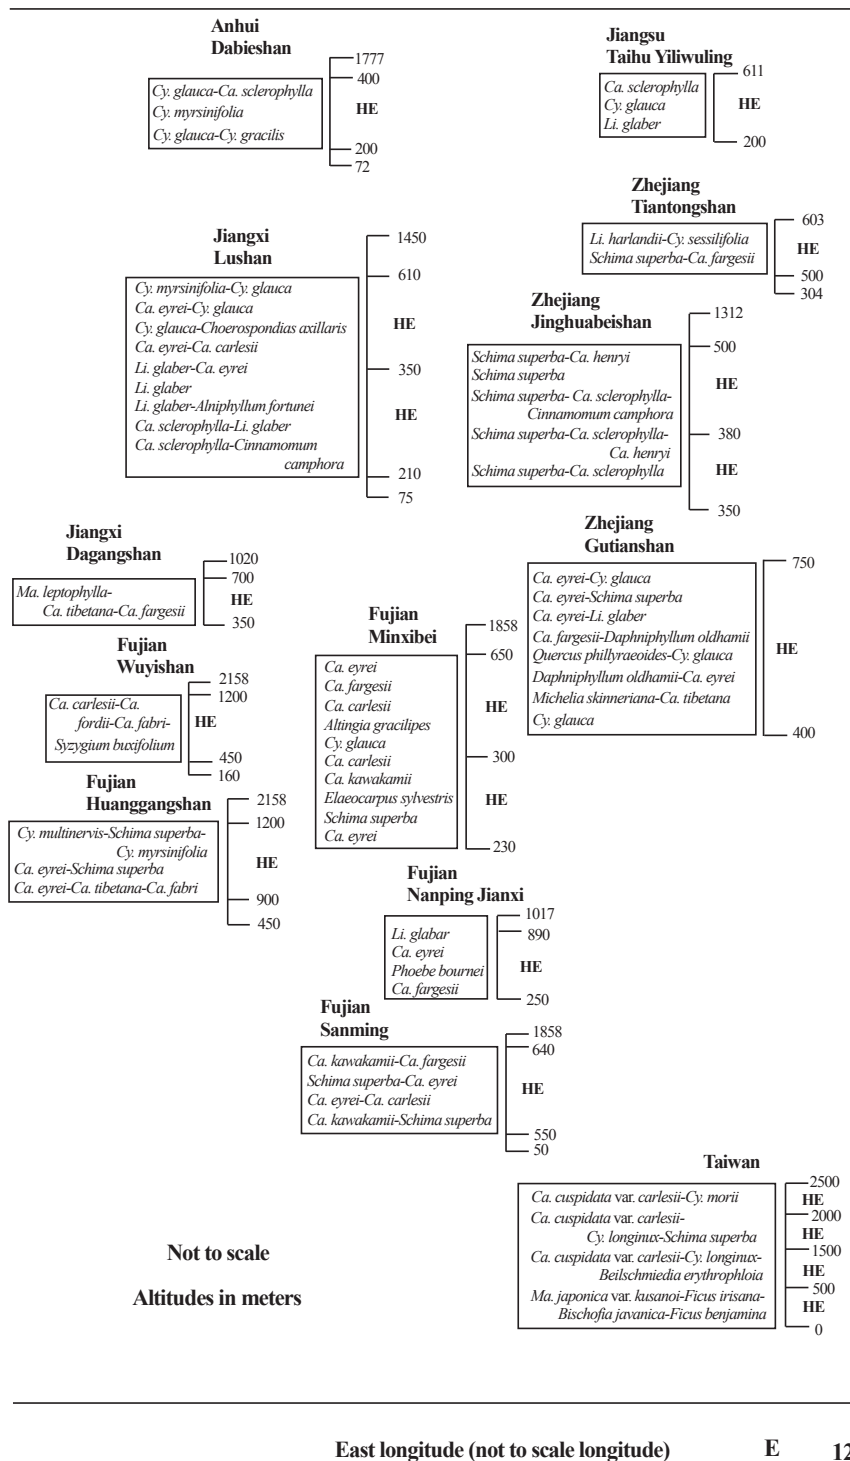 Anhui
Dabieshan
1777
400
Cy. glauca-Ca. sclerophylla
Cy. myrsinifolia
Cy. glauca-Cy. gracilis
HE
200
72
Jiangsu
Taihu Yiliwuling
611
Ca. sclerophylla
Cy. glauca
Li. glaber
HE
200
Zhejiang
Tiantongshan
603
Li. harlandii-Cy. sessilifolia
Schima superba-Ca. fargesii
HE
500
304
Jiangxi
Lushan
1450
610
Cy. myrsinifolia-Cy. glauca
Ca. eyrei-Cy. glauca
Cy. glauca-Choerospondias axillaris
Ca. eyrei-Ca. carlesii
Li. glaber-Ca. eyrei
Li. glaber
Li. glaber-Alniphyllum fortunei
Ca. sclerophylla-Li. glaber
Ca. sclerophylla-Cinnamomum
camphora
HE
350
HE
210
75
Zhejiang
Jinghuabeishan
1312
500
Schima superba-Ca. henryi
Schima superba
Schima superba- Ca. sclerophylla-
Cinnamomum camphora
Schima superba-Ca. sclerophylla-
Ca. henryi
Schima superba-Ca. sclerophylla
HE
380
HE
350
Jiangxi
Dagangshan
1020
700
Ma. leptophylla-
Ca. tibetana-Ca. fargesii
HE
350
Zhejiang
Gutianshan
750
Ca. eyrei-Cy. glauca
Ca. eyrei-Schima superba
Ca. eyrei-Li. glaber
Ca. fargesii-Daphniphyllum oldhamii
Quercus phillyraeoides-Cy. glauca
Daphniphyllum oldhamii-Ca. eyrei
Michelia skinneriana-Ca. tibetana
Cy. glauca
HE
400
Fujian
Minxibei
1858
650
Ca. eyrei
Ca. fargesii
Ca. carlesii
Altingia gracilipes
Cy. glauca
Ca. carlesii
Ca. kawakamii
Elaeocarpus sylvestris
Schima superba
Ca. eyrei
HE
300
HE
230
Fujian
Wuyishan
2158
1200
Ca. carlesii-Ca.
fordii-Ca. fabri-
Syzygium buxifolium
HE
450
160
Fujian
Huanggangshan
2158
1200
Cy. multinervis-Schima superba-
Cy. myrsinifolia
Ca. eyrei-Schima superba
Ca. eyrei-Ca. tibetana-Ca. fabri
HE
900
450
Fujian
Nanping Jianxi
1017
890
Li. glabar
Ca. eyrei
Phoebe bournei
Ca. fargesii
HE
250
Fujian
Sanming
1858
640
Ca. kawakamii-Ca. fargesii
Schima superba-Ca. eyrei
Ca. eyrei-Ca. carlesii
Ca. kawakamii-Schima superba
HE
550
50
Taiwan
2500
Ca. cuspidata var. carlesii-Cy. morii
Ca. cuspidata var. carlesii-
Cy. longinux-Schima superba
Ca. cuspidata var. carlesii-Cy. longinux-
Beilschmiedia erythrophloia
Ma. japonica var. kusanoi-Ficus irisana-
Bischofia javanica-Ficus benjamina
HE
2000
HE
1500
HE
500
HE
0
Not to scale
Altitudes in meters
East longitude (not to scale longitude) E 12